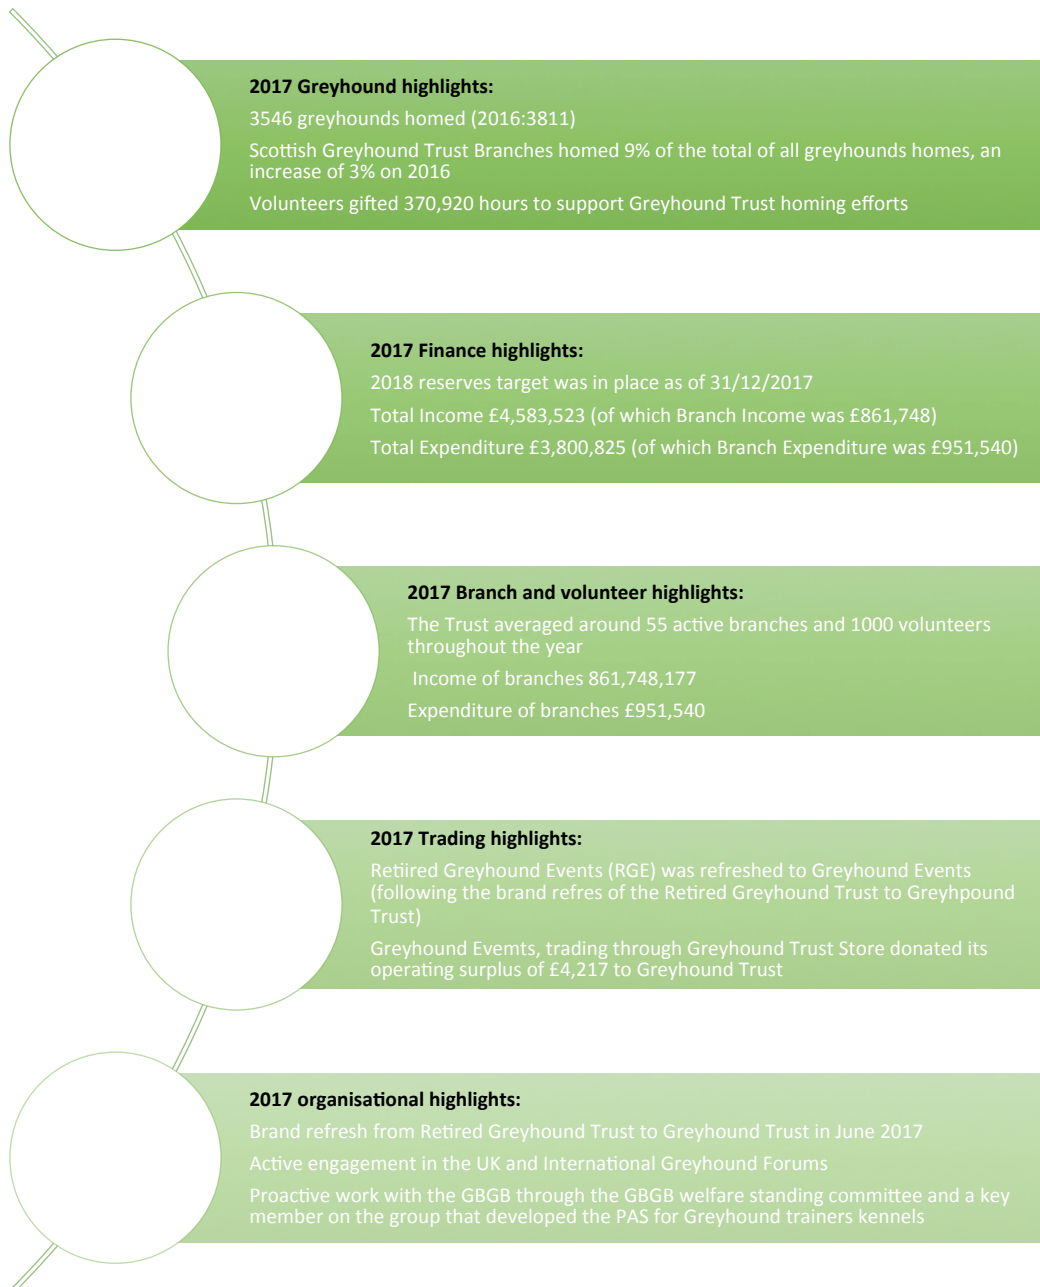 2017 Greyhound highlights:
3546 greyhounds homed (2016:3811)
Scottish Greyhound Trust Branches homed 9% of the total of all greyhounds homes, an
increase of 3% on 2016
Volunteers gifted 370,920 hours to support Greyhound Trust homing efforts
2017 Finance highlights:
2018 reserves target was in place as of 31/12/2017
Total Income £4,583,523 (of which Branch Income was £861,748)
Total Expenditure £3,800,825 (of which Branch Expenditure was £951,540)
2017 Branch and volunteer highlights:
The Trust averaged around 55 active branches and 1000 volunteers
throughout the year
Income of branches 861,748,177
Expenditure of branches £951,540
2017 Trading highlights:
Retiired Greyhound Events (RGE) was refreshed to Greyhound Events
(following the brand refres of the Retired Greyhound Trust to Greyhpound
Trust)
Greyhound Evemts, trading through Greyhound Trust Store donated its
operating surplus of £4,217 to Greyhound Trust
2017 organisational highlights:
Brand refresh from Retired Greyhound Trust to Greyhound Trust in June 2017
Active engagement in the UK and International Greyhound Forums
Proactive work with the GBGB through the GBGB welfare standing committee and a key
member on the group that developed the PAS for Greyhound trainers kennels